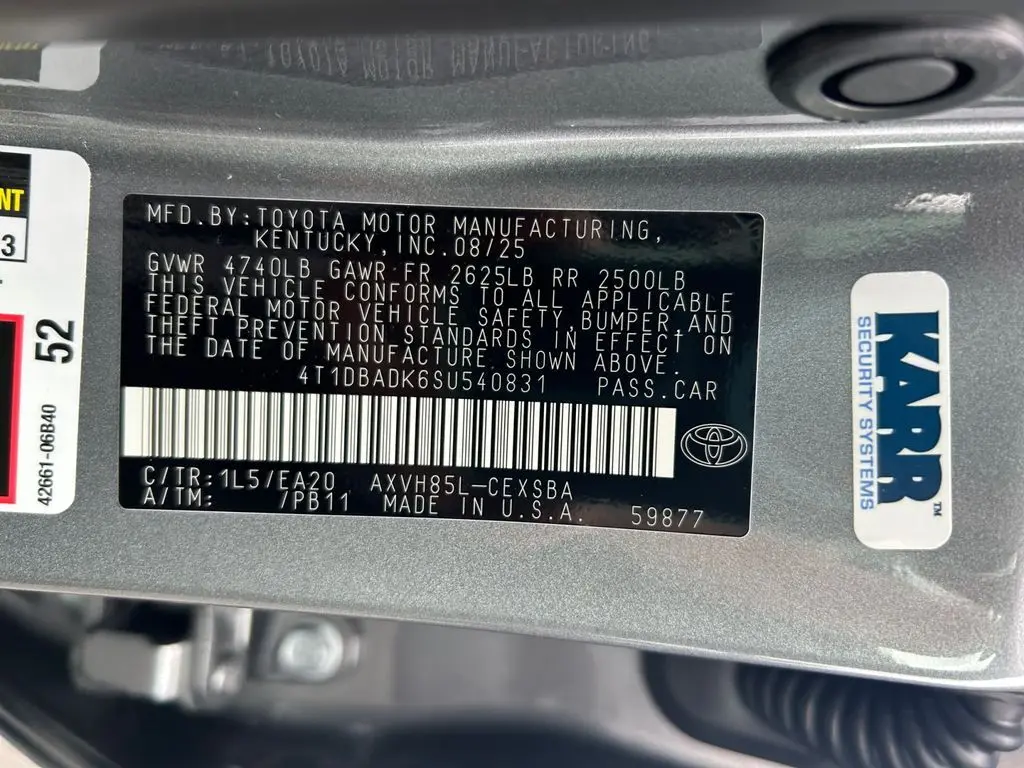 MFD.BY:TOYOTA MOTOR MANUFACTURING,
KENTUCKY, INC.08/25
GVWR 4740LB GAWR FR 2625LB RR 2500LB
THIS VEHICLE CONFORMS TO ALL APPLICABLE
FEDERAL MOTOR VEHICLE SAFETY,BUMPER,AND
THEFT PREVENTION STANDARDS IN EFFECT ON
THE DATE OF MANUFACTURE SHOWN ABOVE.
4T1DBADK6SU540831 PASS.CAR
C/TR:1L5/EA20 AXVH85L-CEXSBA
A/TM: /PB11 MADE IN U.S.A. 59877
NT
3
52
42661-06B40
KARR™
SECURITY SYSTEMS